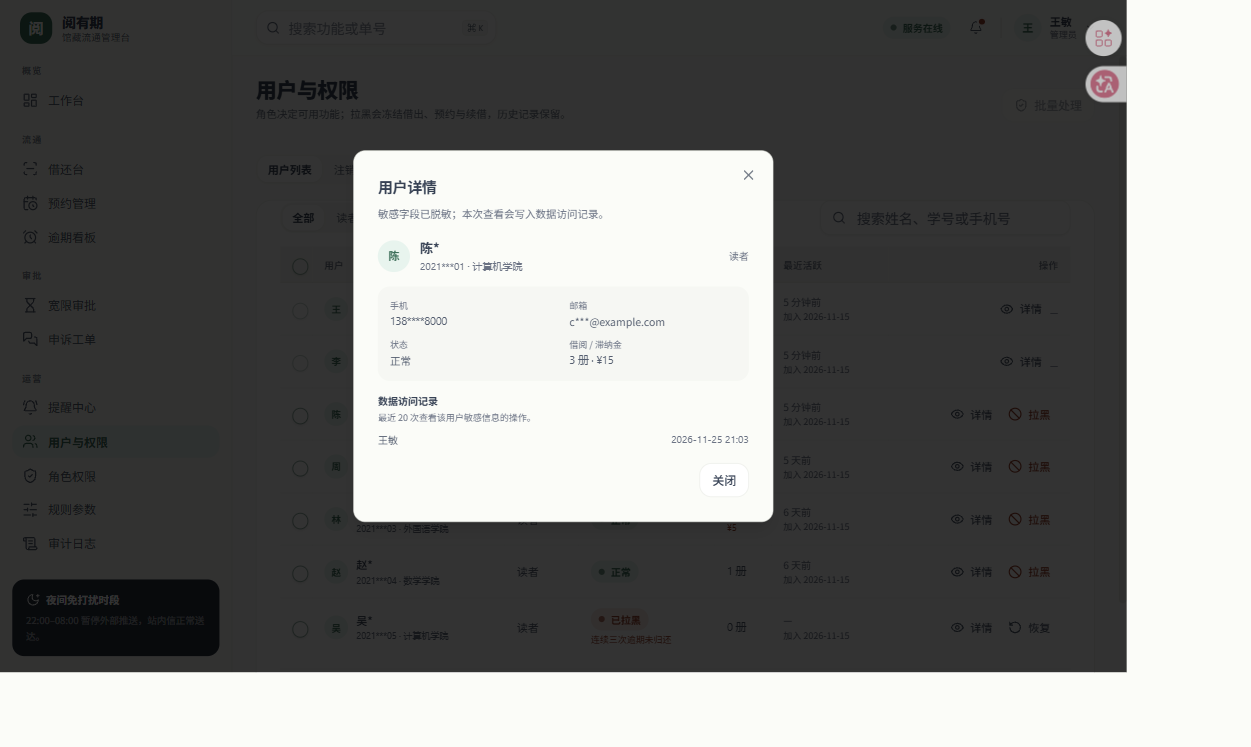 阅
阅有期
馆藏流通管理台
搜索功能或单号
⌘ K
服务在线
王
王敏
管理员
概览
工作台
流通
借还台
预约管理
逾期看板
审批
宽限审批
申诉工单
运营
提醒中心
用户与权限
角色权限
规则参数
审计日志
夜间免打扰时段
22:00–08:00 暂停外部推送，站内信正常送
达。
用户与权限
角色决定可用功能；拉黑会冻结借出、预约与续借，历史记录保留。
批量处理
用户列表
全部
搜索姓名、学号或手机号
用户
最近活跃
操作
王
5 分钟前
加入 2026-11-15
详情
李
5 分钟前
加入 2026-11-15
详情
陈
5 分钟前
加入 2026-11-15
详情
拉黑
周
5 天前
加入 2026-11-15
详情
拉黑
林
2021***03 · 外国语学院
¥5
6 天前
加入 2026-11-15
详情
拉黑
赵
赵*
2021***04 · 数学学院
读者
正常
1 册
6 天前
加入 2026-11-15
详情
拉黑
吴
吴*
2021***05 · 计算机学院
读者
已拉黑
连续三次逾期未归还
0 册
—
加入 2026-11-15
详情
恢复
用户详情
敏感字段已脱敏；本次查看会写入数据访问记录。
陈
陈*
2021***01 · 计算机学院
读者
手机
138****8000
邮箱
c***@example.com
状态
正常
借阅 / 滞纳金
3 册 · ¥15
数据访问记录
最近 20 次查看该用户敏感信息的操作。
王敏
2026-11-25 21:03
关闭